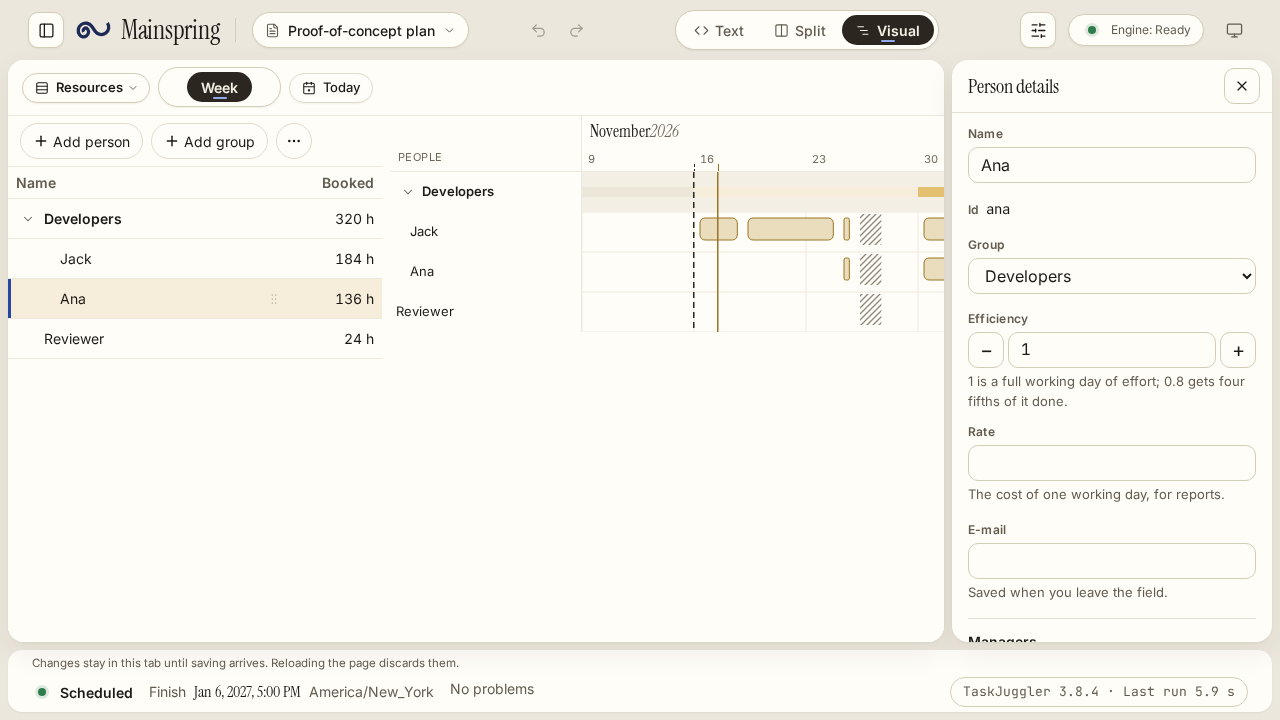 Mainspring
Proof-of-concept plan
Text
Split
Visual
Engine: Ready
Resources
Week
Today
Add person
Add group
Name Booked
Developers 320 h
Jack 184 h
Ana 136 h
Reviewer 24 h
PEOPLE
November 2026
9 16 23 30
Developers
Jack
Ana
Reviewer
Person details
Name
Ana
Id ana
Group
Developers
Efficiency
− 1 +
1 is a full working day of effort; 0.8 gets four
fifths of it done.
Rate
The cost of one working day, for reports.
E-mail
Saved when you leave the field.
Managers
Changes stay in this tab until saving arrives. Reloading the page discards them.
Scheduled Finish Jan 6, 2027, 5:00 PM America/New_York No problems
TaskJuggler 3.8.4 · Last run 5.9 s